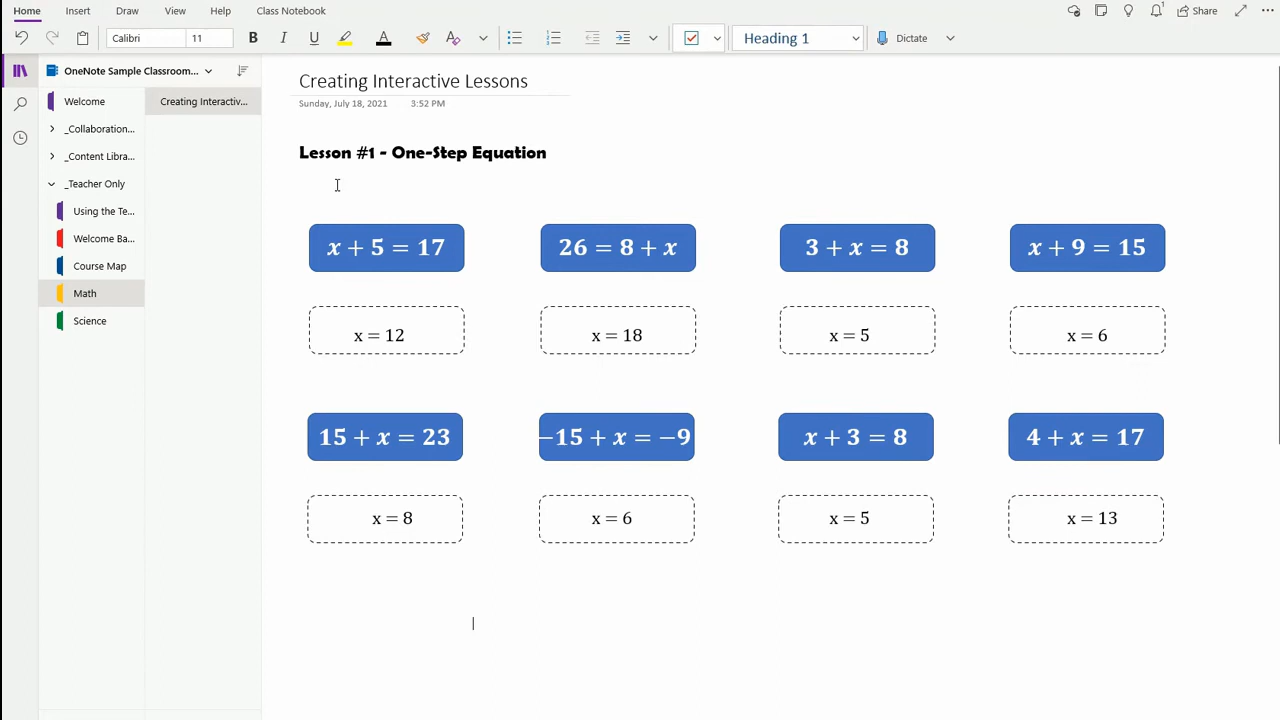 Home Insert Draw View Help Class Notebook Share
Calibri 11 B I U A A Heading 1 Dictate
OneNote Sample Classroom...
Welcome
_Collaboration...
_Content Libra...
_Teacher Only
Using the Te...
Welcome Ba...
Course Map
Math
Science
Creating Interactiv...
Creating Interactive Lessons
Sunday, July 18, 2021 3:52 PM
Lesson #1 - One-Step Equation
x + 5 = 17 26 = 8 + x 3 + x = 8 x + 9 = 15
x = 12 x = 18 x = 5 x = 6
15 + x = 23 −15 + x = −9 x + 3 = 8 4 + x = 17
x = 8 x = 6 x = 5 x = 13